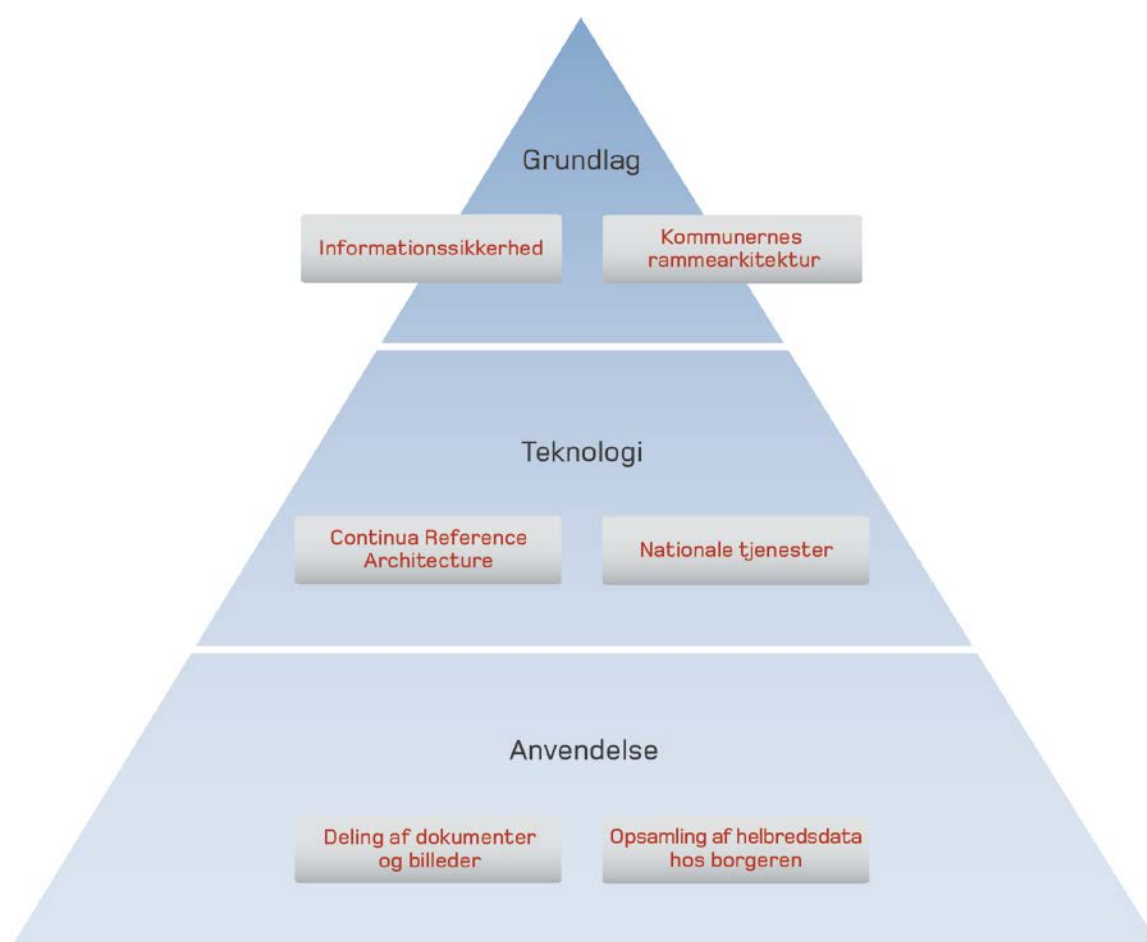 Grundlag
Informationssikkerhed
Kommunernes
rammearkitektur
Teknologi
Continua Reference
Architecture
Nationale tjenester
Anvendelse
Deling af dokumenter
og billeder
Opsamling af helbredsdata
hos borgeren